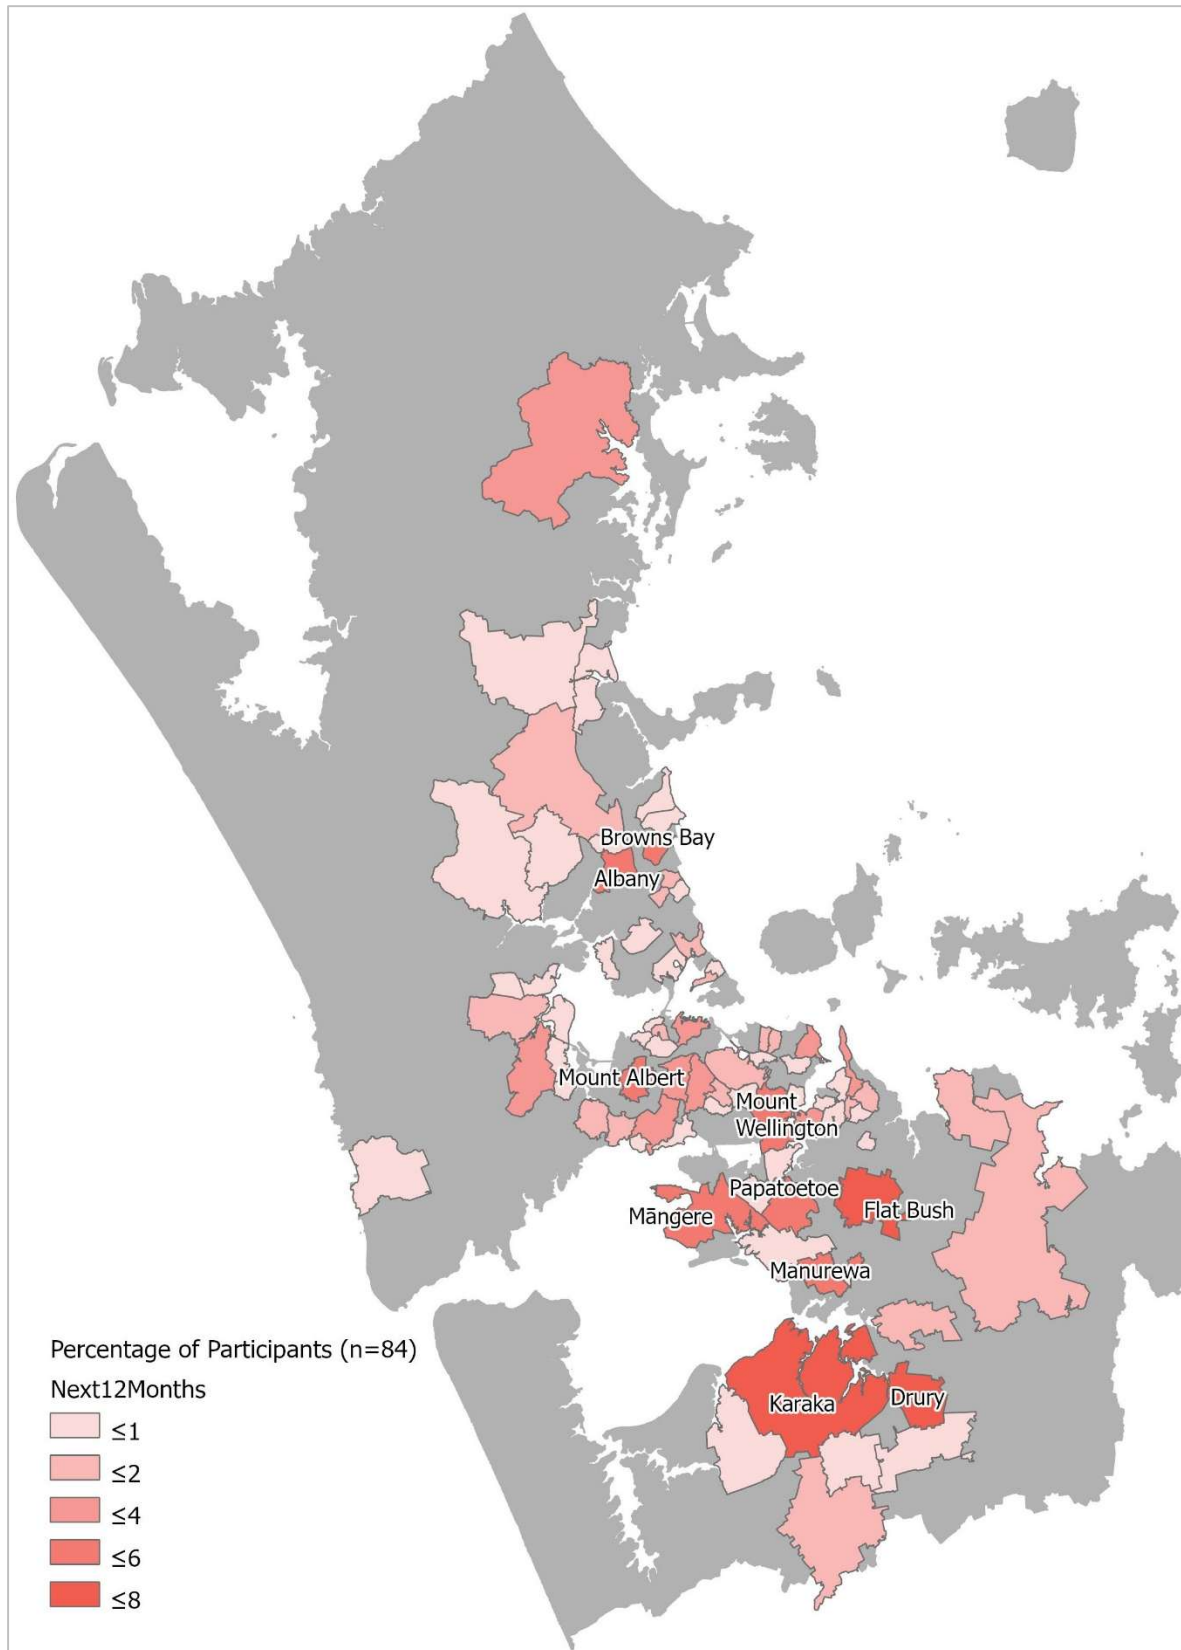 Browns Bay
Albany
Mount Albert
Mount
Wellington
Papatoetoe
Māngere
Flat Bush
Manurewa
Karaka
Drury
Percentage of Participants (n=84)
Next12Months
≤1
≤2
≤4
≤6
≤8